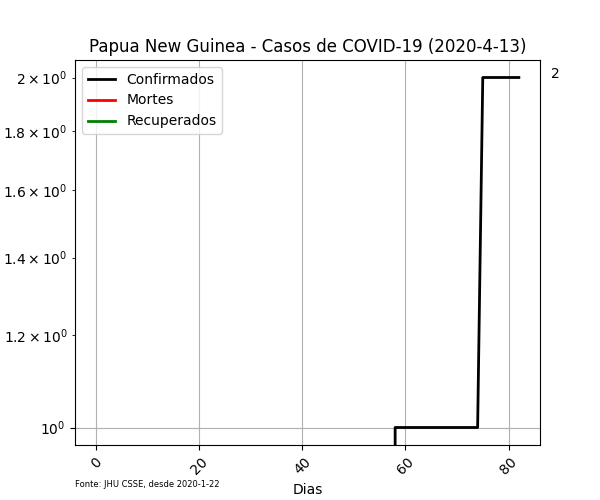 Papua New Guinea - Casos de COVID-19 (2020-4-13)
Confirmados
Mortes
Recuperados
2
2 × 10⁰
1.8 × 10⁰
1.6 × 10⁰
1.4 × 10⁰
1.2 × 10⁰
10⁰
0 20 40 60 80
Dias
Fonte: JHU CSSE, desde 2020-1-22